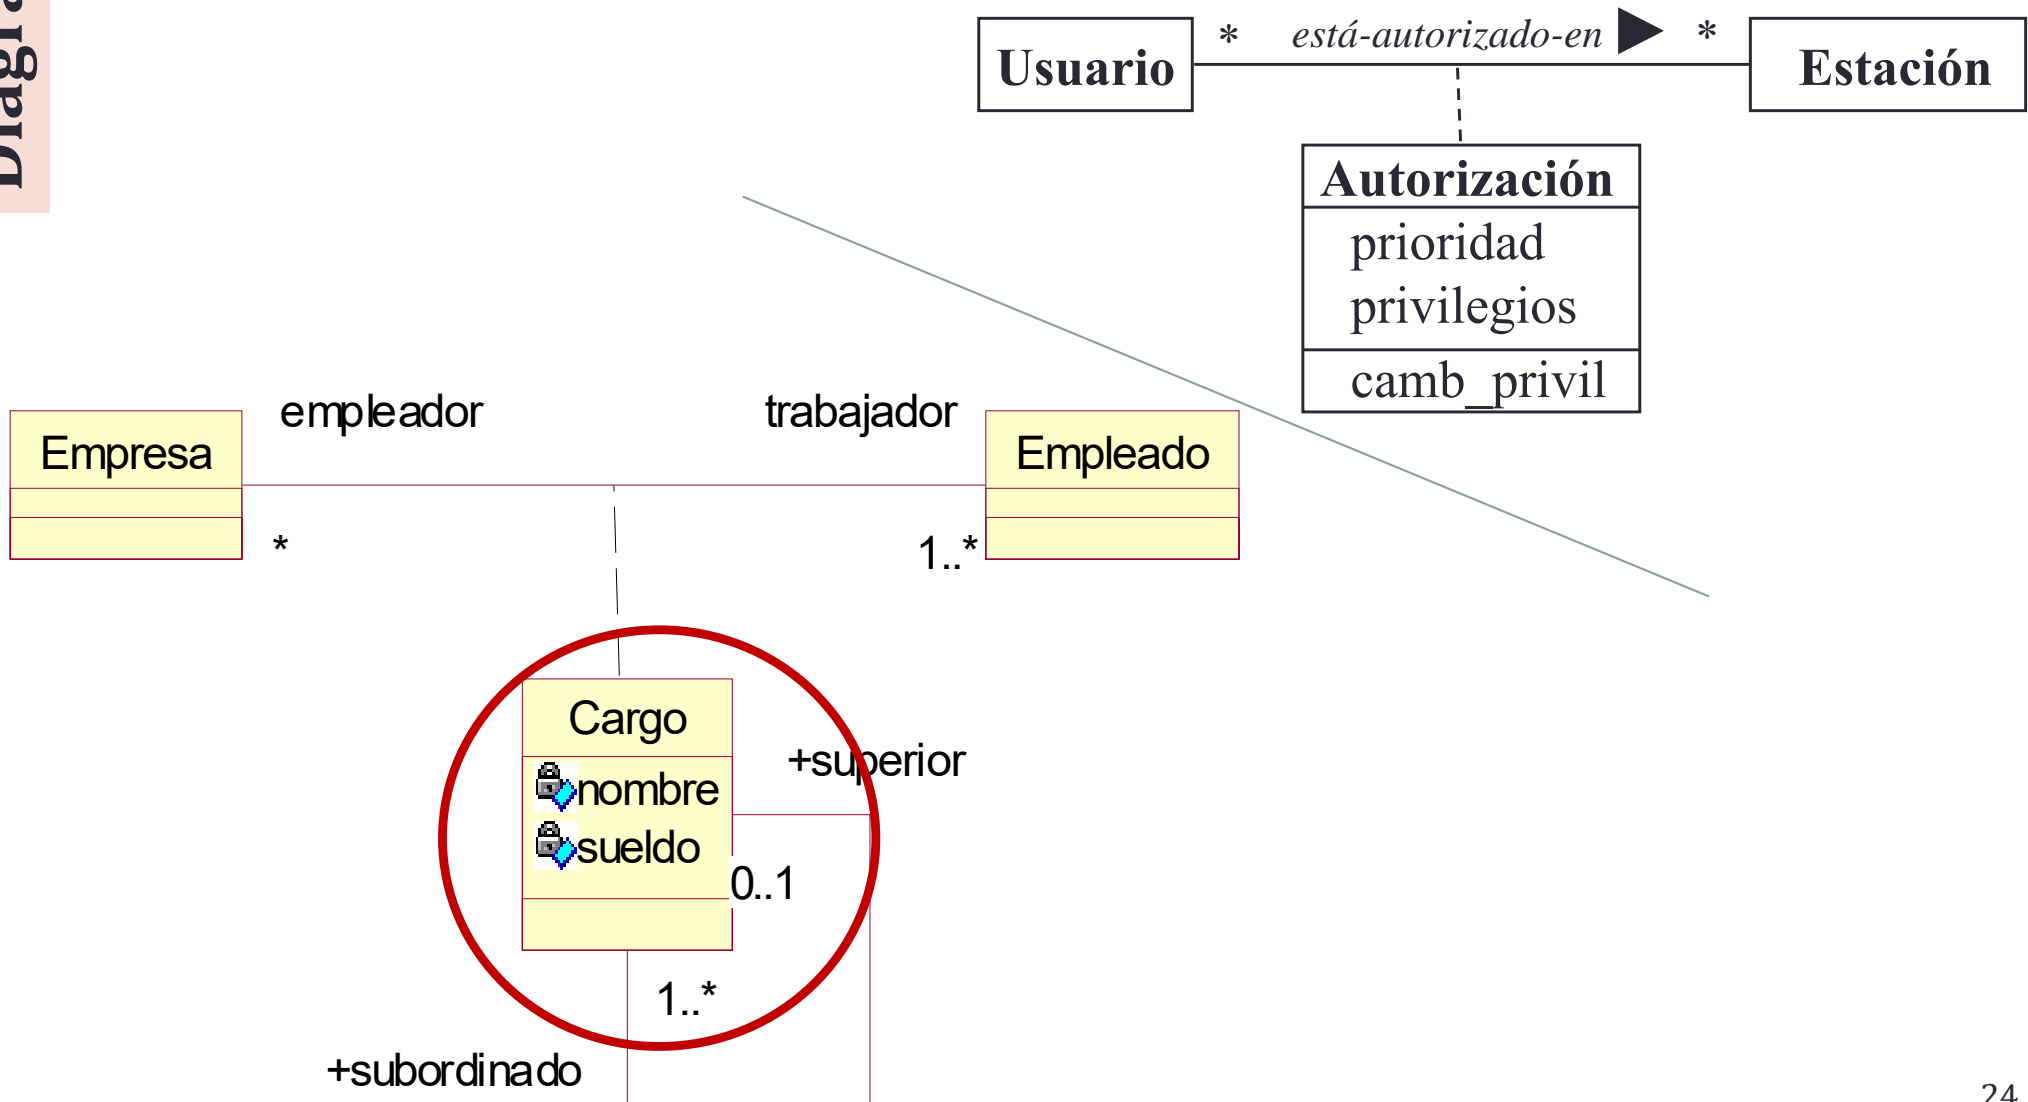 Usuario
* está-autorizado-en *
Estación
Autorización
prioridad
privilegios
camb_privil
empleador
trabajador
Empresa
Empleado
*
1..*
Cargo
nombre
sueldo
+superior
0..1
1..*
+subordinado
24